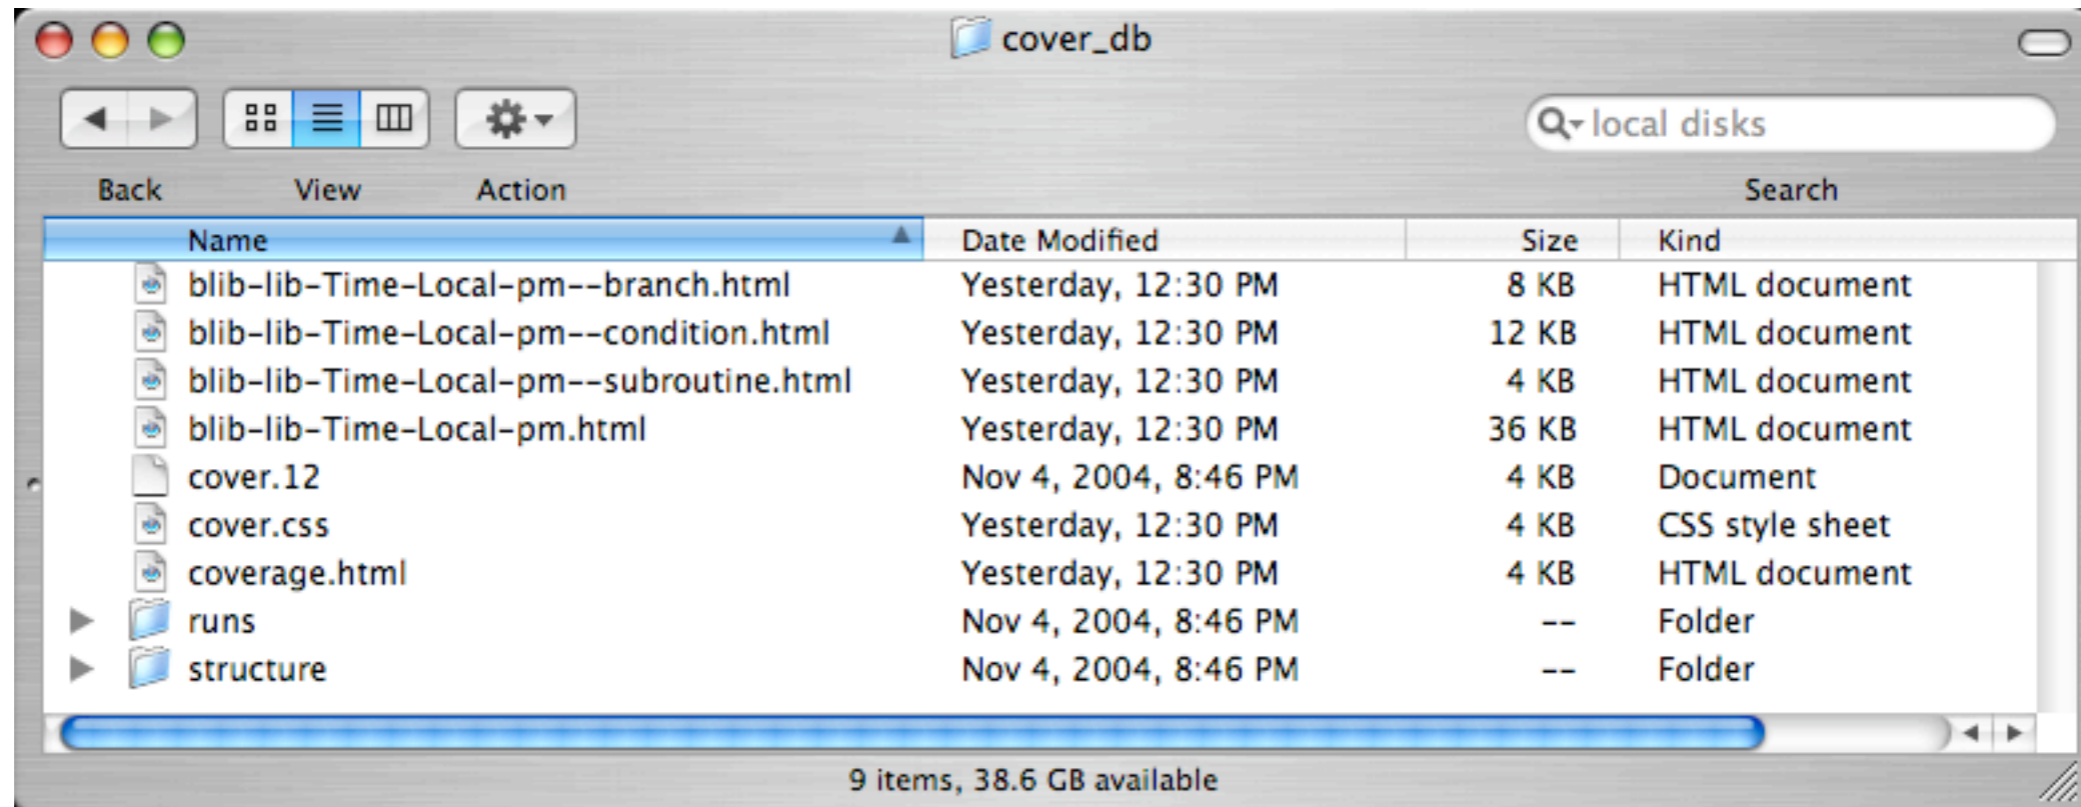 cover_db
local disks
Back View Action Search
Name Date Modified Size Kind
blib-lib-Time-Local-pm--branch.html Yesterday, 12:30 PM 8 KB HTML document
blib-lib-Time-Local-pm--condition.html Yesterday, 12:30 PM 12 KB HTML document
blib-lib-Time-Local-pm--subroutine.html Yesterday, 12:30 PM 4 KB HTML document
blib-lib-Time-Local-pm.html Yesterday, 12:30 PM 36 KB HTML document
cover.12 Nov 4, 2004, 8:46 PM 4 KB Document
cover.css Yesterday, 12:30 PM 4 KB CSS style sheet
coverage.html Yesterday, 12:30 PM 4 KB HTML document
runs Nov 4, 2004, 8:46 PM -- Folder
structure Nov 4, 2004, 8:46 PM -- Folder
9 items, 38.6 GB available